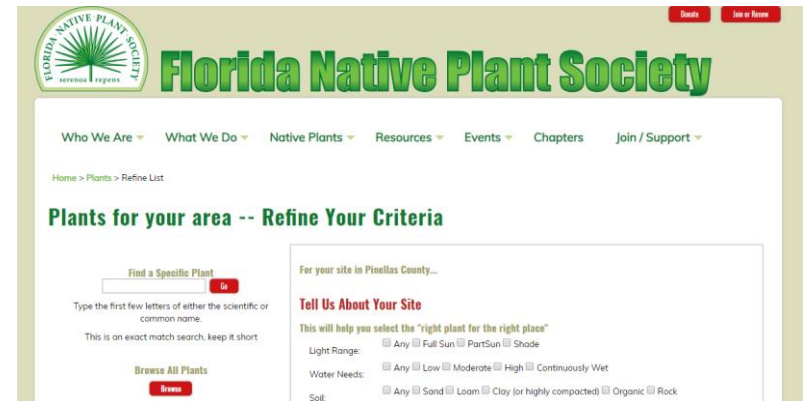 Donate Join or Renew
FLORIDA NATIVE PLANT SOCIETY
serenoa repens
Florida Native Plant Society
Who We Are What We Do Native Plants Resources Events Chapters Join / Support
Home > Plants > Refine List
Plants for your area -- Refine Your Criteria
Find a Specific Plant
Go
Type the first few letters of either the scientific or
common name.
This is an exact match search, keep it short
Browse All Plants
Browse
For your site in Pinellas County...
Tell Us About Your Site
This will help you select the "right plant for the right place"
Light Range: Any Full Sun PartSun Shade
Water Needs: Any Low Moderate High Continuously Wet
Soil: Any Sand Loam Clay (or highly compacted) Organic Rock